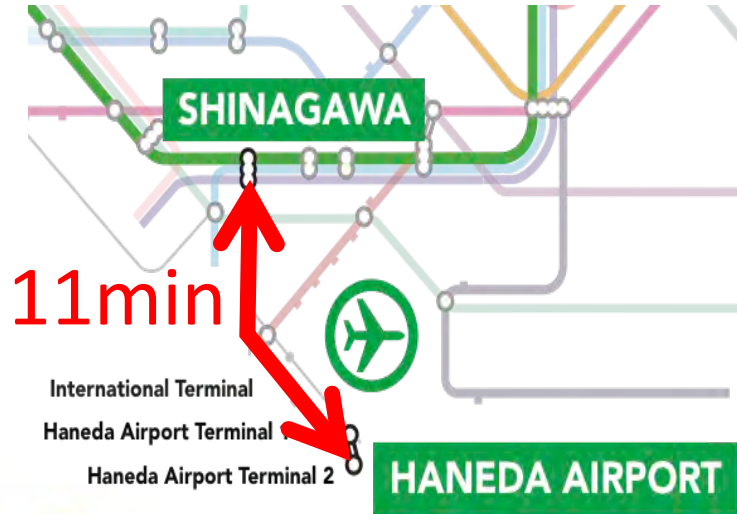 SHINAGAWA
11min
International Terminal
Haneda Airport Terminal
Haneda Airport Terminal 2
HANEDA AIRPORT